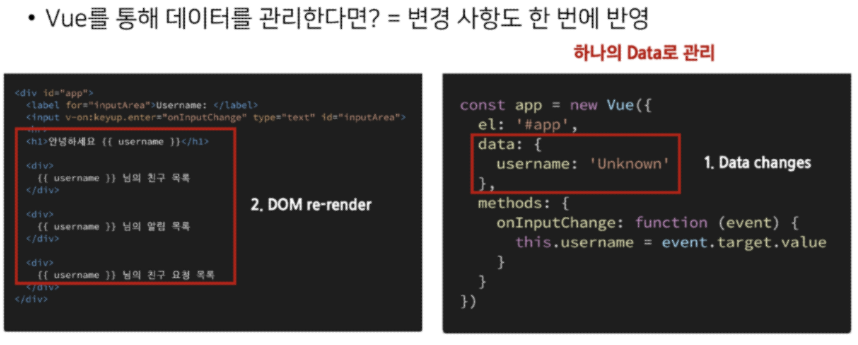 • Vue를 통해 데이터를 관리한다면? = 변경 사항도 한 번에 반영
하나의 Data로 관리
<div id="app">
<label for="inputArea">Username: </label>
<input v-on:keyup.enter="onInputChange" type="text" id="inputArea">
<h1>안녕하세요 {{ username }}</h1>
<div>
{{ username }} 님의 친구 목록
</div>
<div>
{{ username }} 님의 알림 목록
</div>
<div>
{{ username }} 님의 친구 요청 목록
</div>
</div>
2. DOM re-render
const app = new Vue({
el: '#app',
data: {
username: 'Unknown'
},
methods: {
onInputChange: function (event) {
this.username = event.target.value
}
}
})
1. Data changes